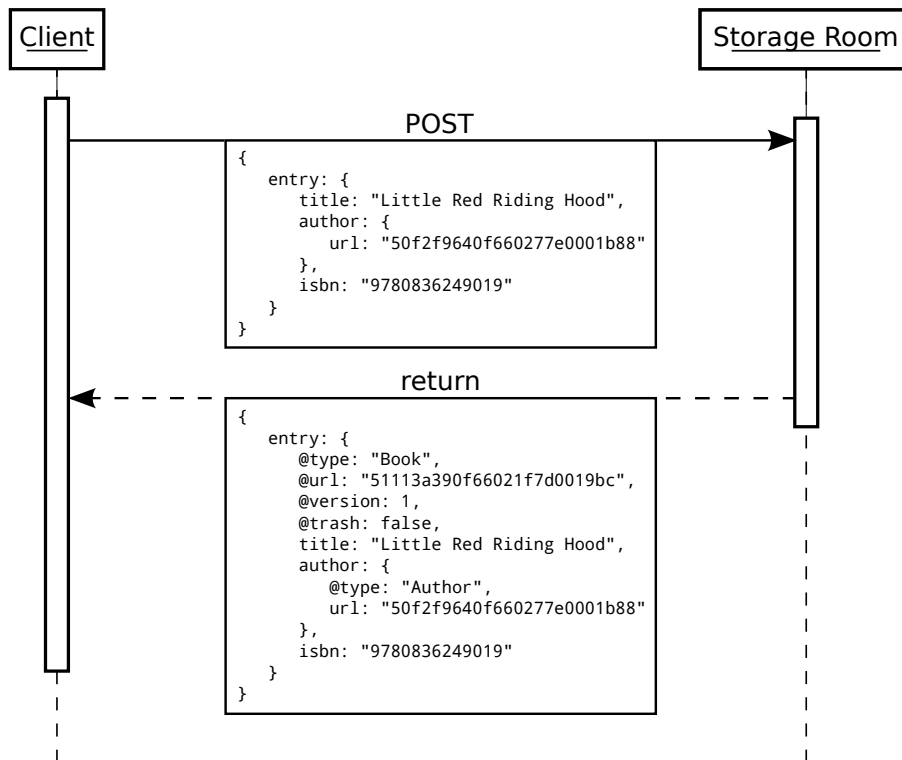 Client
Storage Room
POST
{
entry: {
title: "Little Red Riding Hood",
author: {
url: "50f2f9640f660277e0001b88"
},
isbn: "9780836249019"
}
}
return
{
entry: {
@type: "Book",
@url: "51113a390f66021f7d0019bc",
@version: 1,
@trash: false,
title: "Little Red Riding Hood",
author: {
@type: "Author",
url: "50f2f9640f660277e0001b88"
},
isbn: "9780836249019"
}
}